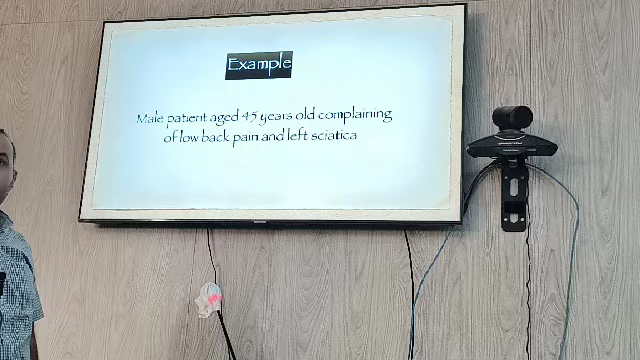 Example
Male patient aged 45 years old complaining
of low back pain and left sciatica